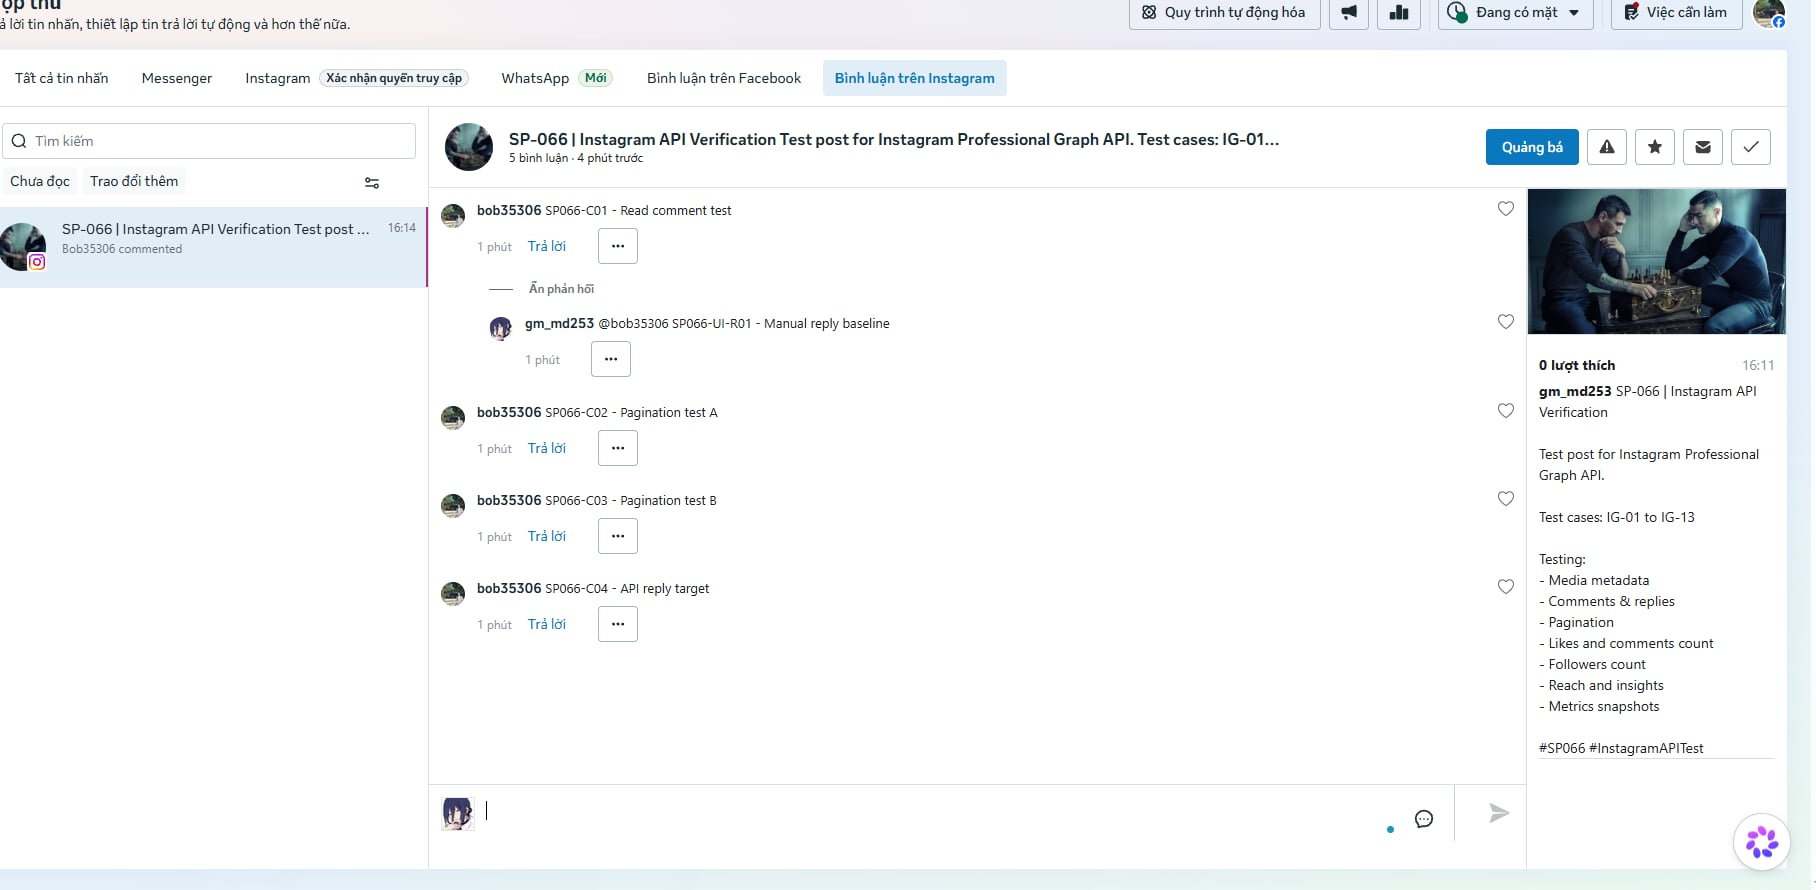 ộp thư
ả lời tin nhắn, thiết lập tin trả lời tự động và hơn thế nữa.
Quy trình tự động hóa
Đang có mặt
Việc cần làm
Tất cả tin nhắn
Messenger
Instagram
Xác nhận quyền truy cập
WhatsApp
Mới
Bình luận trên Facebook
Bình luận trên Instagram
Tìm kiếm
Chưa đọc
Trao đổi thêm
SP-066 | Instagram API Verification Test post ...
16:14
Bob35306 commented
SP-066 | Instagram API Verification Test post for Instagram Professional Graph API. Test cases: IG-01...
5 bình luận · 4 phút trước
Quảng bá
bob35306 SP066-C01 - Read comment test
1 phút
Trả lời
Ẩn phản hồi
gm_md253 @bob35306 SP066-UI-R01 - Manual reply baseline
1 phút
bob35306 SP066-C02 - Pagination test A
1 phút
Trả lời
bob35306 SP066-C03 - Pagination test B
1 phút
Trả lời
bob35306 SP066-C04 - API reply target
1 phút
Trả lời
0 lượt thích
16:11
gm_md253 SP-066 | Instagram API
Verification
Test post for Instagram Professional
Graph API.
Test cases: IG-01 to IG-13
Testing:
- Media metadata
- Comments & replies
- Pagination
- Likes and comments count
- Followers count
- Reach and insights
- Metrics snapshots
#SP066 #InstagramAPITest